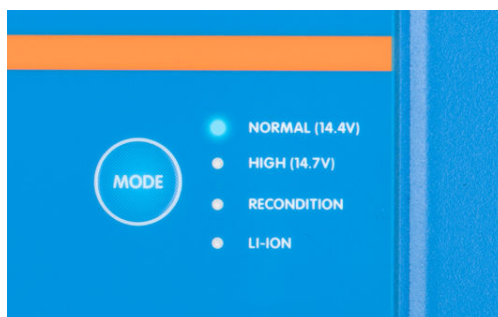 NORMAL (14.4V)
HIGH (14.7V)
MODE
RECONDITION
LI-ION